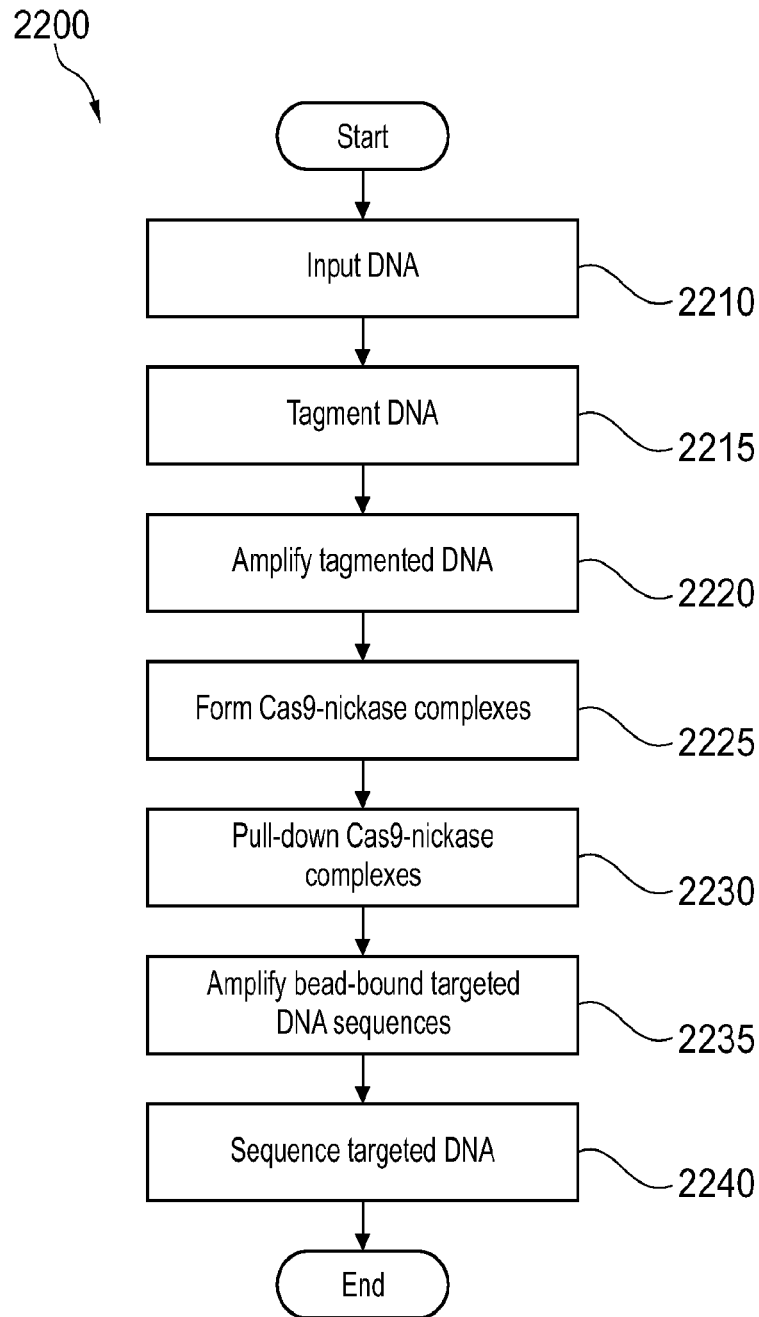 2200
Start
Input DNA
2210
Tagment DNA
2215
Amplify tagmented DNA
2220
Form Cas9-nickase complexes
2225
Pull-down Cas9-nickase
complexes
2230
Amplify bead-bound targeted
DNA sequences
2235
Sequence targeted DNA
2240
End